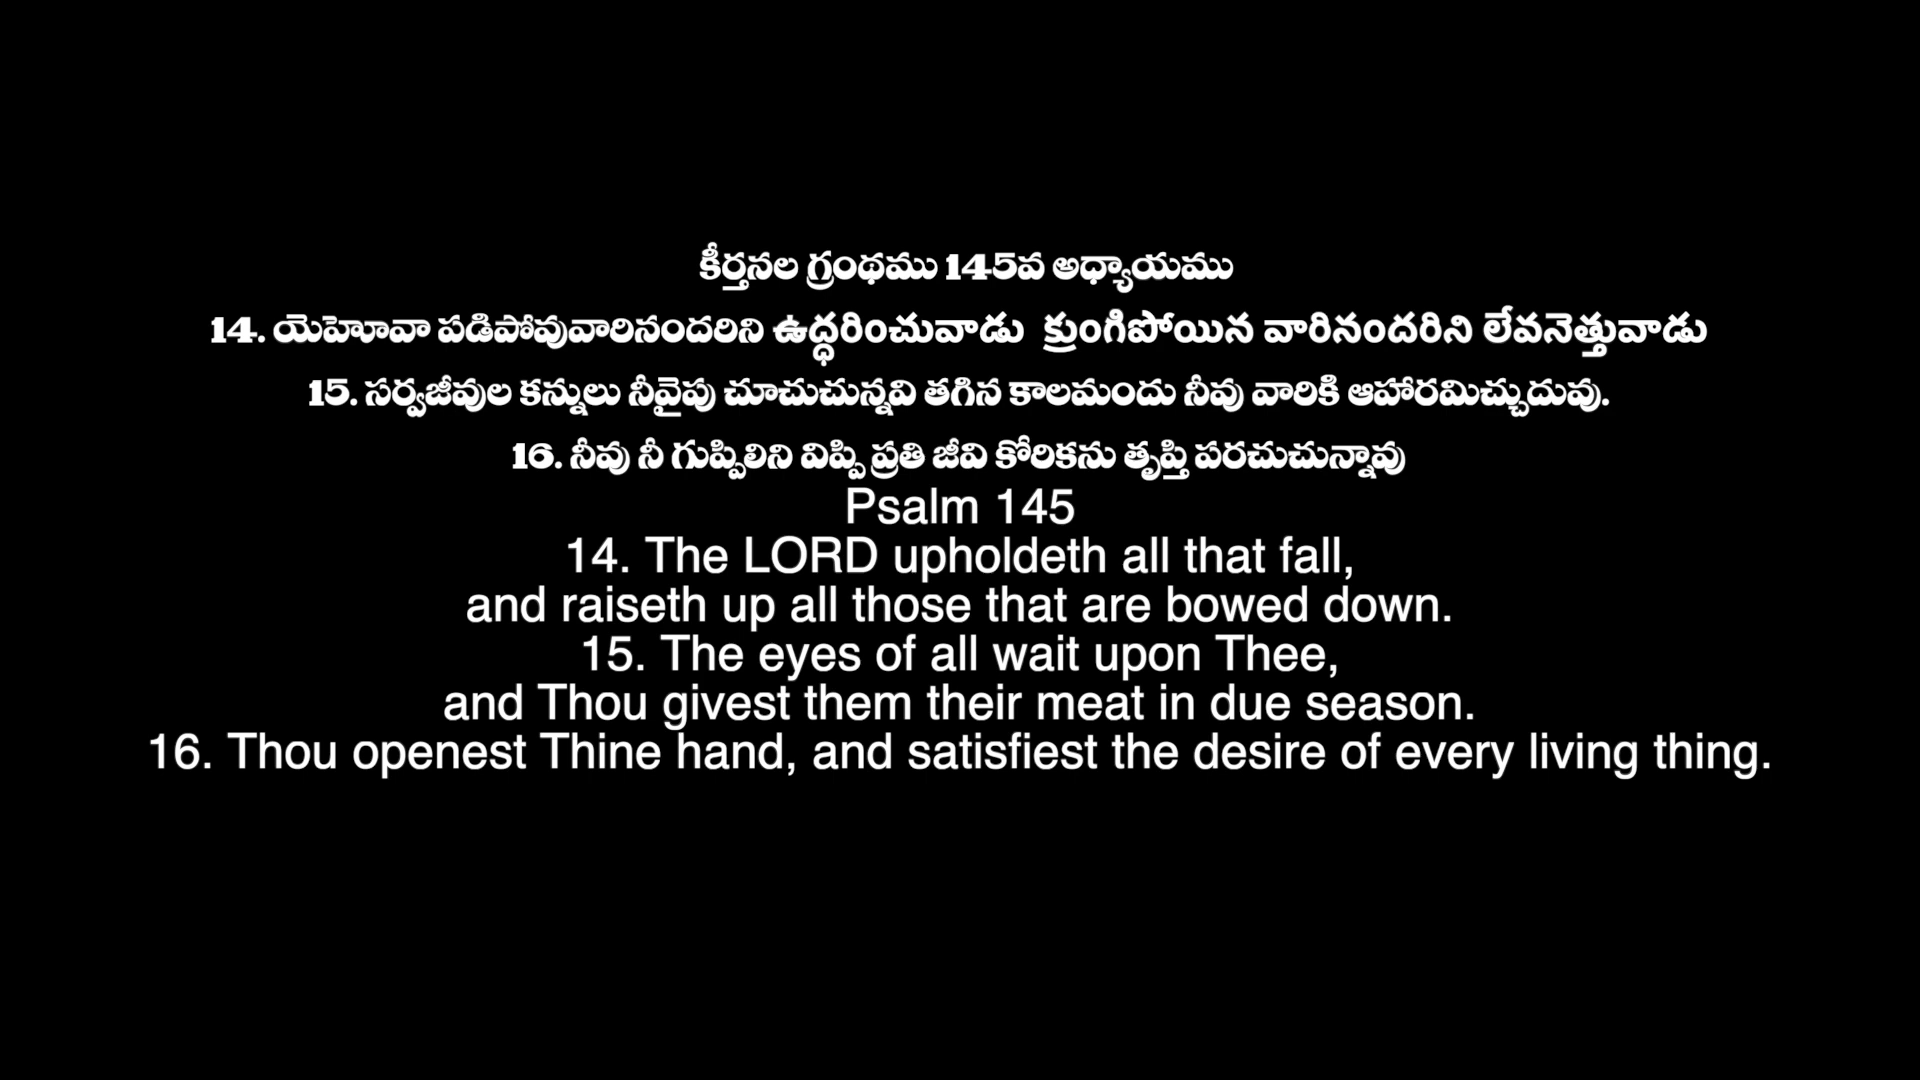 కీర్తనల గ్రంథము 145వ అధ్యాయము
14. యెహోవా పడిపోవువారినందరిని ఉద్ధరించువాడు క్రుంగిపోయిన వారినందరిని లేవనెత్తువాడు
15. సర్వజీవుల కన్నులు నీవైపు చూచుచున్నవి తగిన కాలమందు నీవు వారికి ఆహారమిచ్చుదువు.
16. నీవు నీ గుప్పిలిని విప్పి ప్రతి జీవి కోరికను తృప్తి పరచుచున్నావు
Psalm 145
14. The LORD upholdeth all that fall,
and raiseth up all those that are bowed down.
15. The eyes of all wait upon Thee,
and Thou givest them their meat in due season.
16. Thou openest Thine hand, and satisfiest the desire of every living thing.